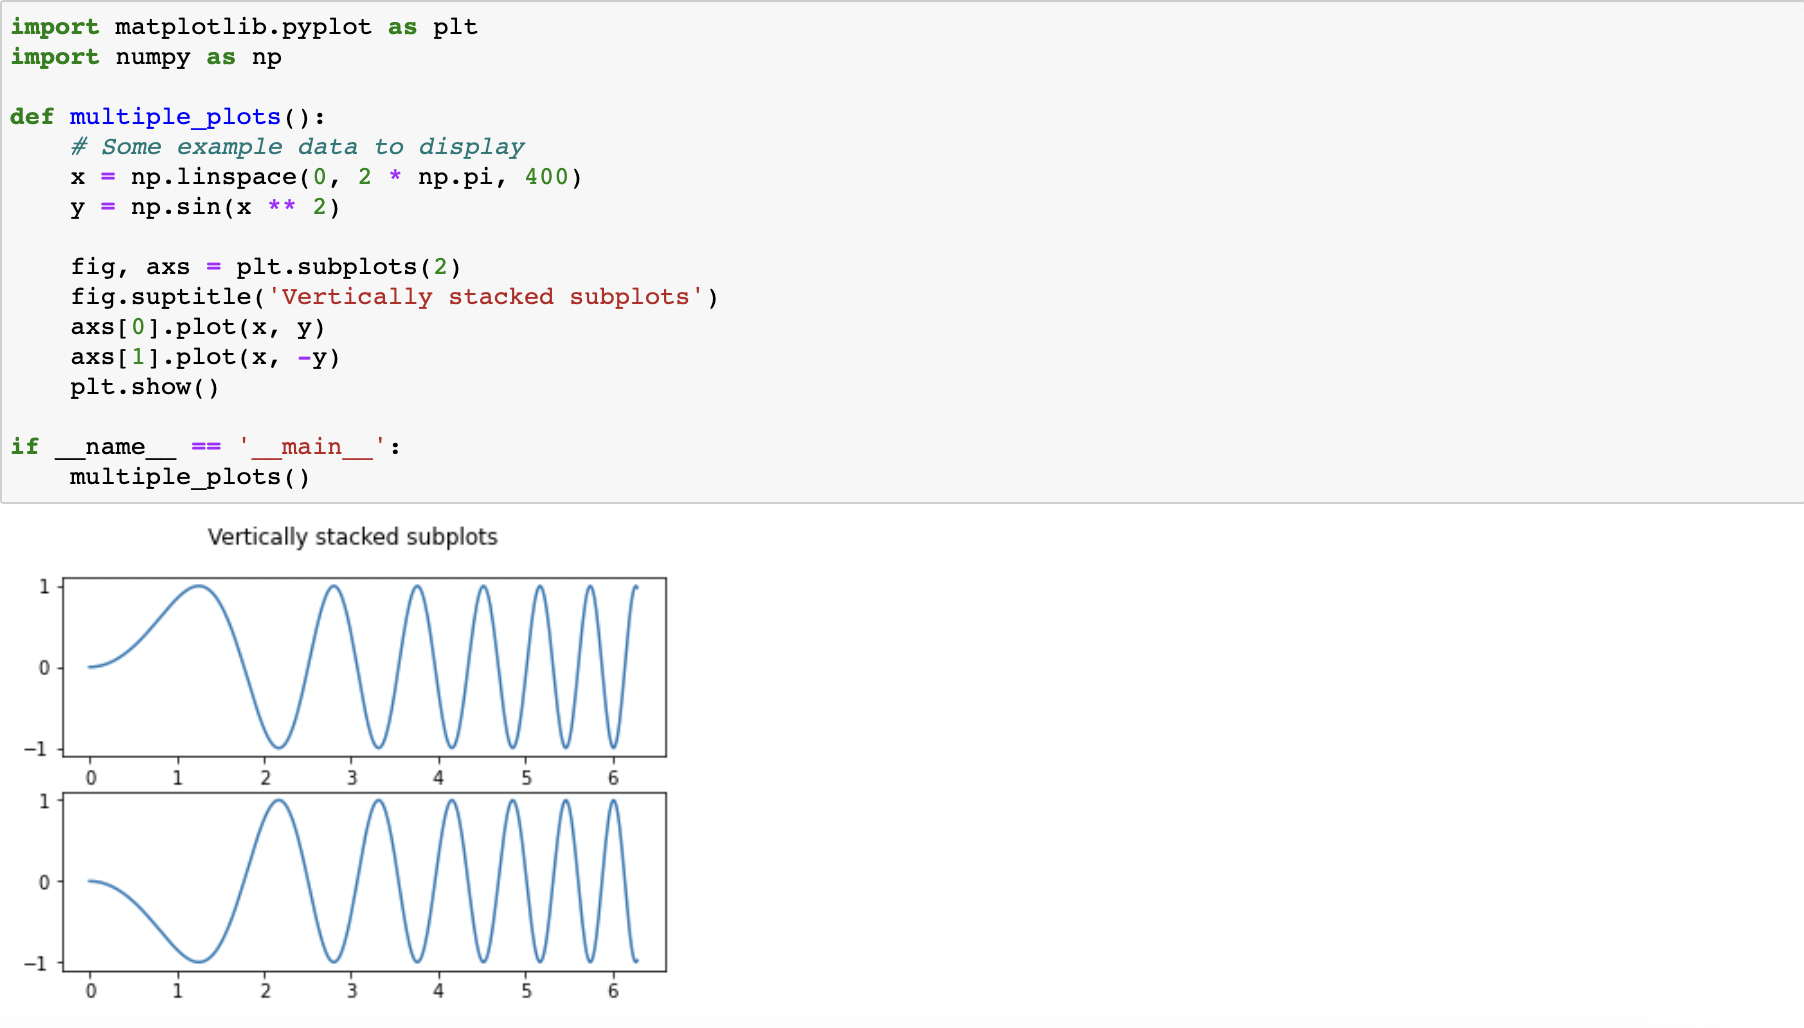 import matplotlib.pyplot as plt
import numpy as np
def multiple_plots():
# Some example data to display
x = np.linspace(0, 2 * np.pi, 400)
y = np.sin(x ** 2)
fig, axs = plt.subplots(2)
fig.suptitle('Vertically stacked subplots')
axs[0].plot(x, y)
axs[1].plot(x, -y)
plt.show()
if __name__ == '__main__':
multiple_plots()
Vertically stacked subplots
1
0
−1
0 1 2 3 4 5 6
1
0
−1
0 1 2 3 4 5 6